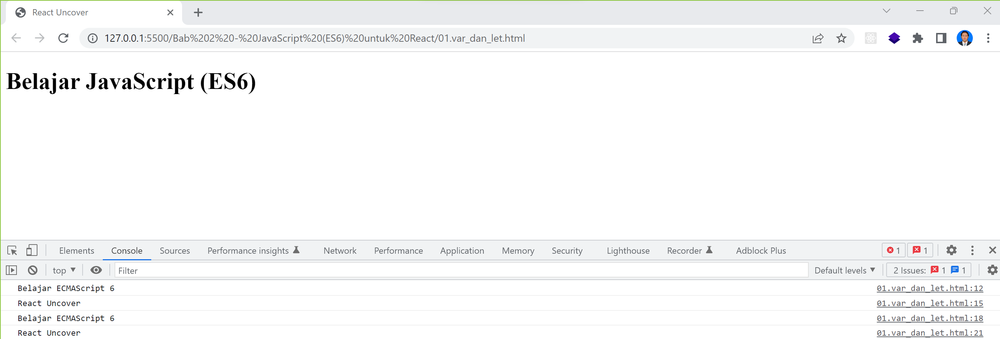 React Uncover
127.0.0.1:5500/Bab%202%20-%20JavaScript%20(ES6)%20untuk%20React/01.var_dan_let.html
Belajar JavaScript (ES6)
Elements Console Sources Performance insights Network Performance Application Memory Security Lighthouse Recorder Adblock Plus 1 1
top Filter Default levels 2 Issues: 1 1
Belajar ECMAScript 6 01.var_dan_let.html:12
React Uncover 01.var_dan_let.html:15
Belajar ECMAScript 6 01.var_dan_let.html:18
React Uncover 01.var_dan_let.html:21